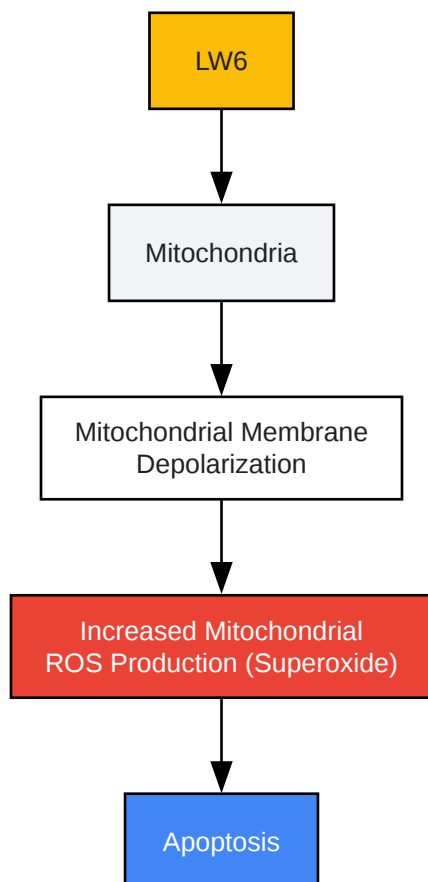 LW6
Mitochondria
Mitochondrial Membrane
Depolarization
Increased Mitochondrial
ROS Production (Superoxide)
Apoptosis